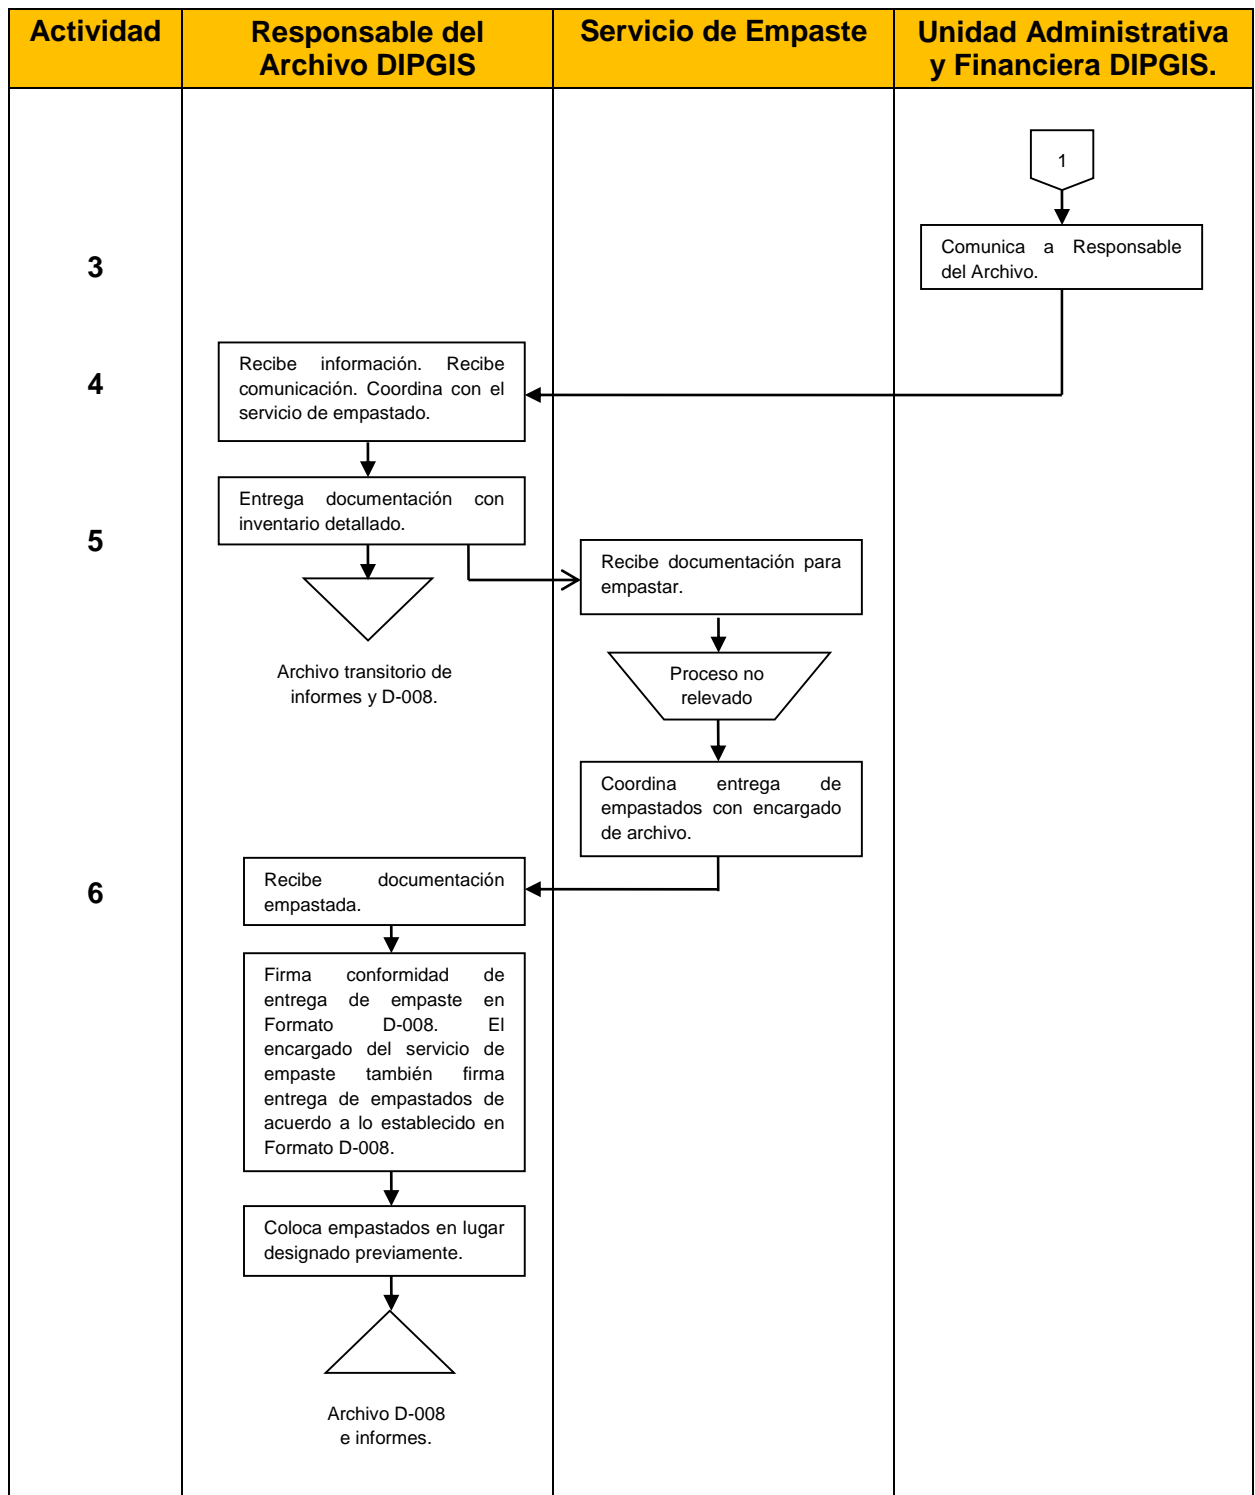 Actividad
Responsable del
Archivo DIPGIS
Servicio de Empaste
Unidad Administrativa
y Financiera DIPGIS.
1
3
Comunica a Responsable
del Archivo.
4
Recibe información. Recibe
comunicación. Coordina con el
servicio de empastado.
5
Entrega documentación con
inventario detallado.
Recibe documentación para
empastar.
Archivo transitorio de
informes y D-008.
Proceso no
relevado
Coordina entrega de
empastados con encargado
de archivo.
6
Recibe documentación
empastada.
Firma conformidad de
entrega de empaste en
Formato D-008. El
encargado del servicio de
empaste también firma
entrega de empastados de
acuerdo a lo establecido en
Formato D-008.
Coloca empastados en lugar
designado previamente.
Archivo D-008
e informes.